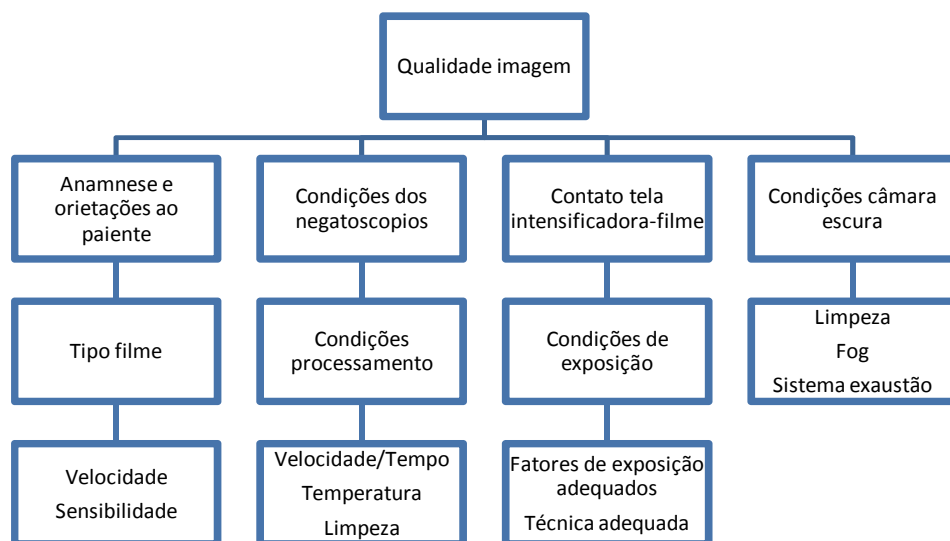 Qualidade imagem
Anamnese e
orietações ao
paiente
Condições dos
negatoscopios
Contato tela
intensificadora-filme
Condições câmara
escura
Tipo filme
Condições
processamento
Condições de
exposição
Limpeza
Fog
Sistema exaustão
Velocidade
Sensibilidade
Velocidade/Tempo
Temperatura
Limpeza
Fatores de exposição
adequados
Técnica adequada